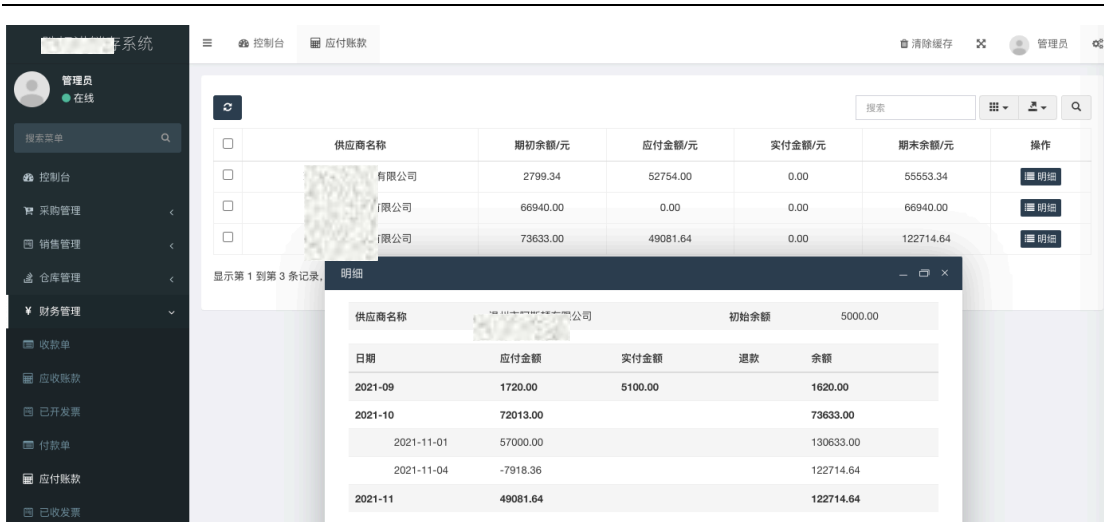 存系统
控制台
应付账款
清除缓存
管理员
管理员
在线
搜索菜单
控制台
采购管理
销售管理
仓库管理
¥ 财务管理
收款单
应收账款
已开发票
付款单
应付账款
已收发票
搜索
供应商名称 期初余额/元 应付金额/元 实付金额/元 期末余额/元 操作
有限公司 2799.34 52754.00 0.00 55553.34 明细
限公司 66940.00 0.00 0.00 66940.00 明细
有限公司 73633.00 49081.64 0.00 122714.64 明细
显示第 1 到第 3 条记录,
明细
供应商名称 公司 初始余额 5000.00
日期 应付金额 实付金额 退款 余额
2021-09 1720.00 5100.00 1620.00
2021-10 72013.00 73633.00
2021-11-01 57000.00 130633.00
2021-11-04 -7918.36 122714.64
2021-11 49081.64 122714.64